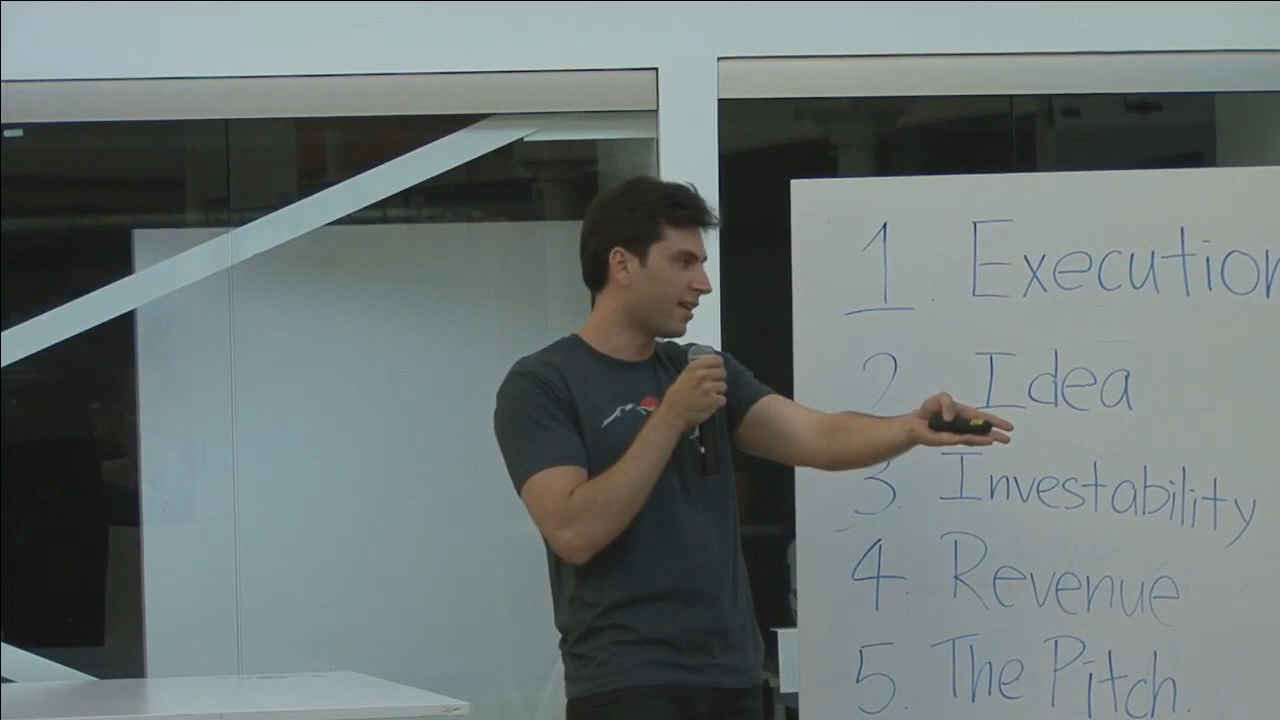 1. Execution
2 Idea
3. Investability
4. Revenue
5. The Pitch.